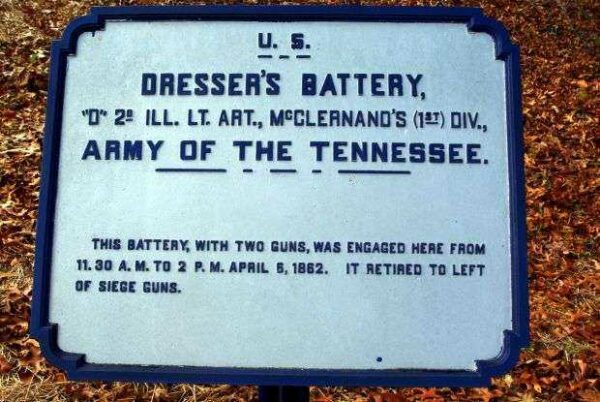 U. S.
DRESSER'S BATTERY,
"D" 2D ILL. LT. ART., McCLERNAND'S (1ST) DIV.,
ARMY OF THE TENNESSEE.
THIS BATTERY, WITH TWO GUNS, WAS ENGAGED HERE FROM
11.30 A. M. TO 2 P. M. APRIL 6, 1862. IT RETIRED TO LEFT
OF SIEGE GUNS.